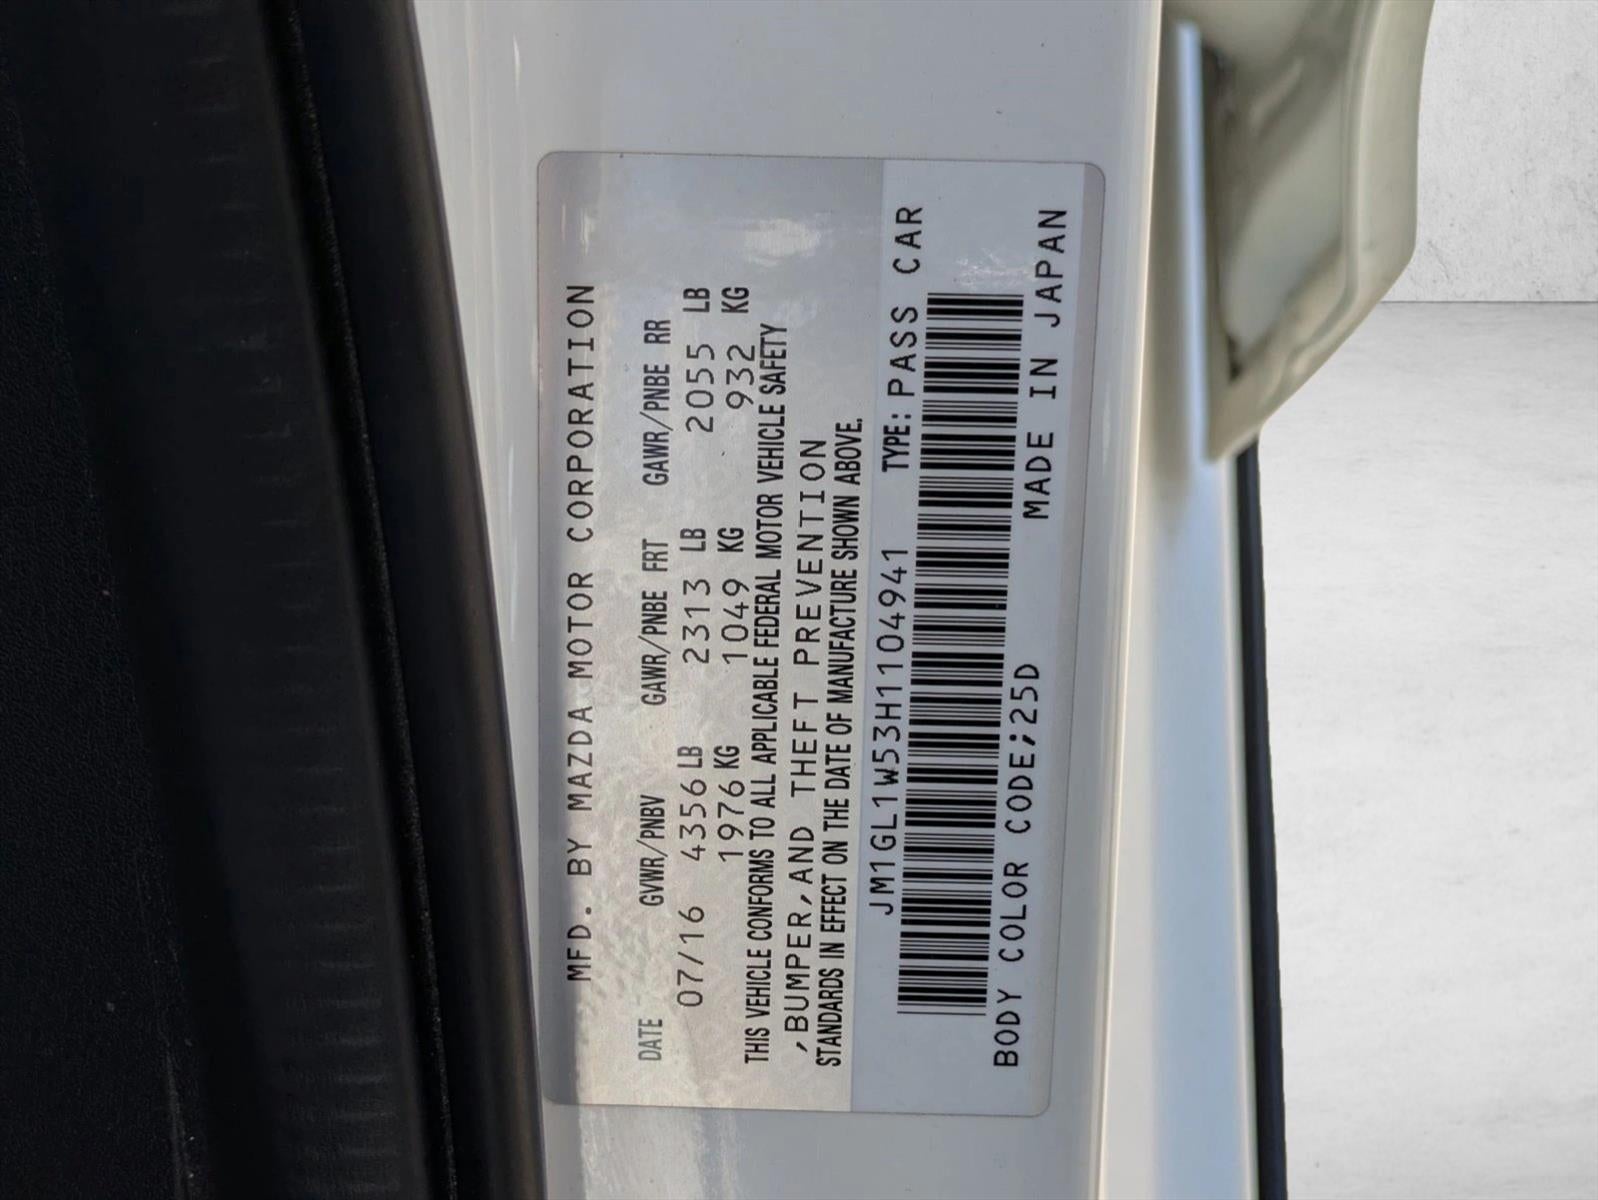 MFD. BY MAZDA MOTOR CORPORATION
DATE GVWR/PNBV GAWR/PNBE FRT GAWR/PNBE RR
07/16 4356 LB 2313 LB 2055 LB
1976 KG 1049 KG 932 KG
THIS VEHICLE CONFORMS TO ALL APPLICABLE FEDERAL MOTOR VEHICLE SAFETY
,BUMPER,AND THEFT PREVENTION
STANDARDS IN EFFECT ON THE DATE OF MANUFACTURE SHOWN ABOVE.
JM1GL1W53H1104941 TYPE: PASS CAR
BODY COLOR CODE;25D MADE IN JAPAN